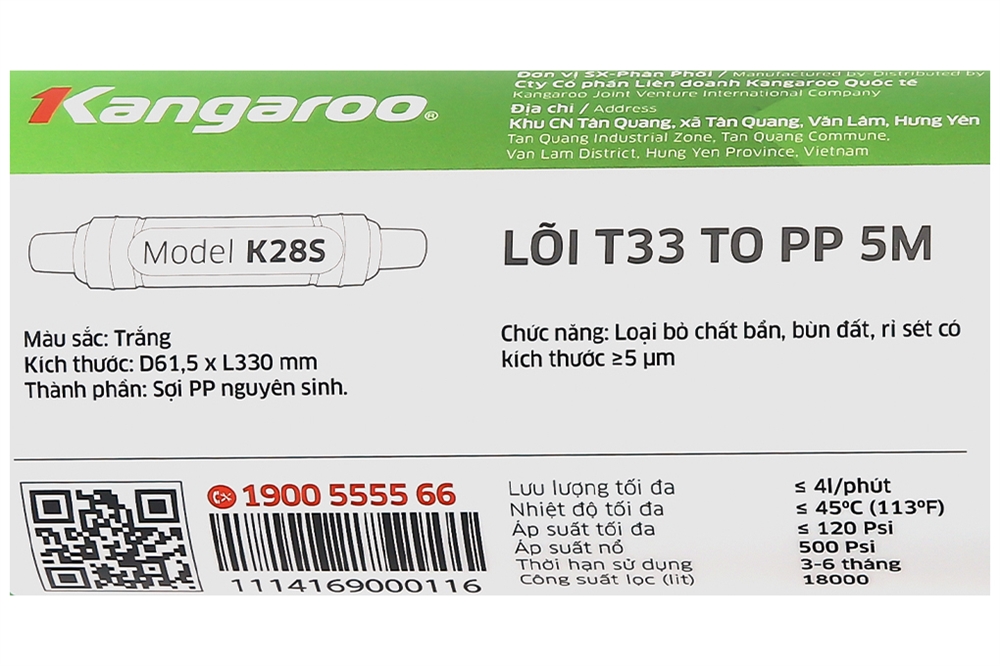 Kangaroo®
Đơn vị SX-Phân Phối / Manufactured by-Distributed by
Cty Cổ phần Liên doanh Kangaroo Quốc tế
Kangaroo Joint Venture International Company
Địa chỉ / Address
Khu CN Tân Quang, xã Tân Quang, Văn Lâm, Hưng Yên
Tan Quang Industrial Zone, Tan Quang Commune,
Van Lam District, Hung Yen Province, Vietnam
Model K28S
LÕI T33 TO PP 5M
Màu sắc: Trắng
Kích thước: D61,5 x L330 mm
Thành phần: Sợi PP nguyên sinh.
Chức năng: Loại bỏ chất bẩn, bùn đất, rỉ sét có
kích thước ≥5 µm
1900 5555 66
1114169000116
Lưu lượng tối đa ≤ 4l/phút
Nhiệt độ tối đa ≤ 45ºC (113ºF)
Áp suất tối đa ≤ 120 Psi
Áp suất nổ 500 Psi
Thời hạn sử dụng 3-6 tháng
Công suất lọc (lít) 18000